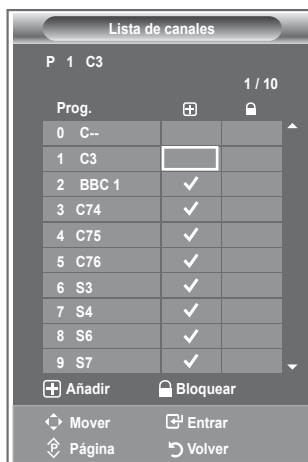 Lista de canales
P 1 C3
1 / 10
Prog.
0 C--
1 C3
2 BBC 1
3 C74
4 C75
5 C76
6 S3
7 S4
8 S6
9 S7
Añadir Bloquear
Mover Entrar
Página Volver